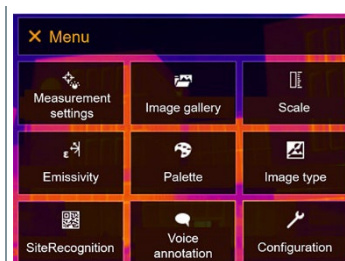 Menu
Measurement
settings
Image gallery
Scale
Emissivity
Palette
Image type
SiteRecognition
Voice
annotation
Configuration